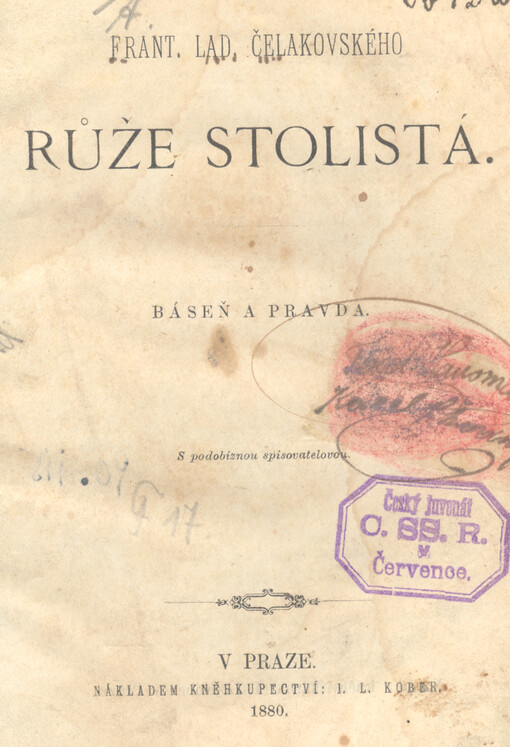 FRANT. LAD. ČELAKOVSKÉHO
RŮŽE STOLISTÁ.
BÁSEŇ A PRAVDA.
S podobiznou spisovatelovou.
Český juvenát
C. SS. R.
v
Července.
V PRAZE.
NÁKLADEM KNĚHKUPECTVÍ: I. L. KOBER.
1880.